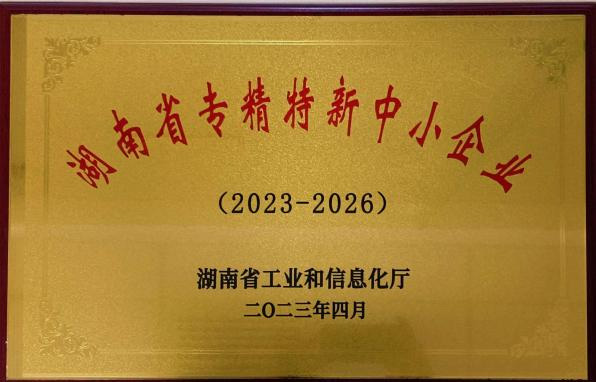 湖南省专精特新中小企业
（2023-2026）
湖南省工业和信息化厅
二〇二三年四月